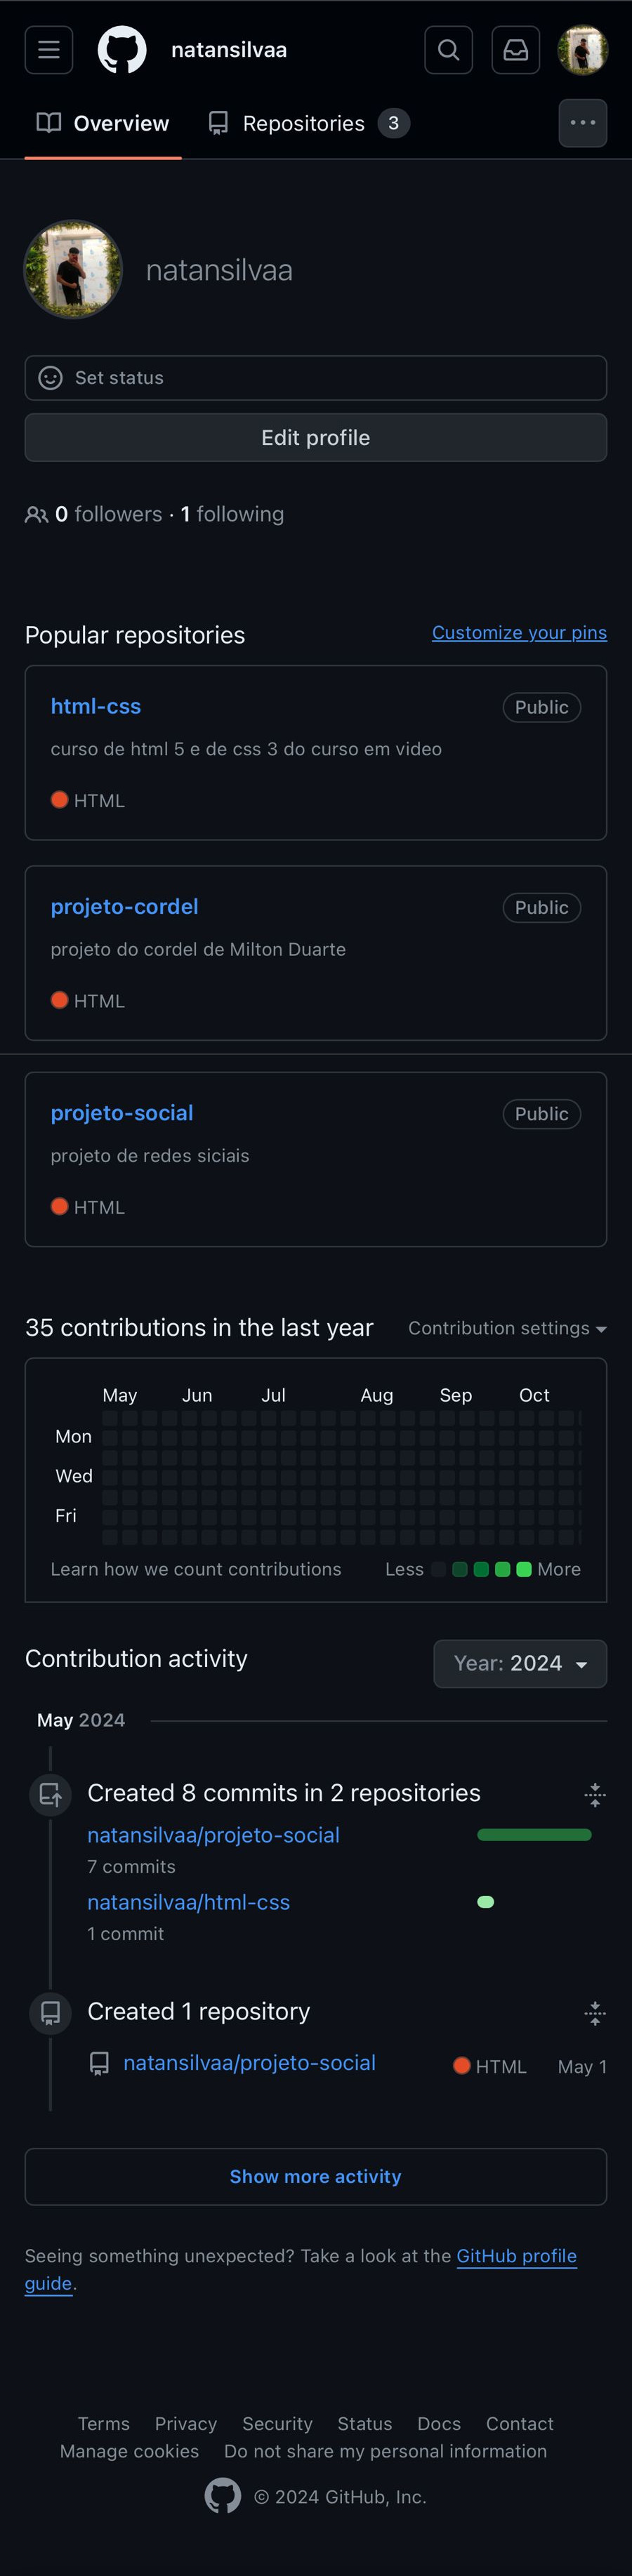 natansilvaa
Overview Repositories 3
natansilvaa
Set status
Edit profile
0 followers · 1 following
Popular repositories Customize your pins
html-css Public
curso de html 5 e de css 3 do curso em video
HTML
projeto-cordel Public
projeto do cordel de Milton Duarte
HTML
projeto-social Public
projeto de redes siciais
HTML
35 contributions in the last year Contribution settings
May Jun Jul Aug Sep Oct
Mon
Wed
Fri
Learn how we count contributions Less More
Contribution activity Year: 2024
May 2024
Created 8 commits in 2 repositories
natansilvaa/projeto-social
7 commits
natansilvaa/html-css
1 commit
Created 1 repository
natansilvaa/projeto-social HTML May 1
Show more activity
Seeing something unexpected? Take a look at the GitHub profile
guide.
Terms Privacy Security Status Docs Contact
Manage cookies Do not share my personal information
© 2024 GitHub, Inc.